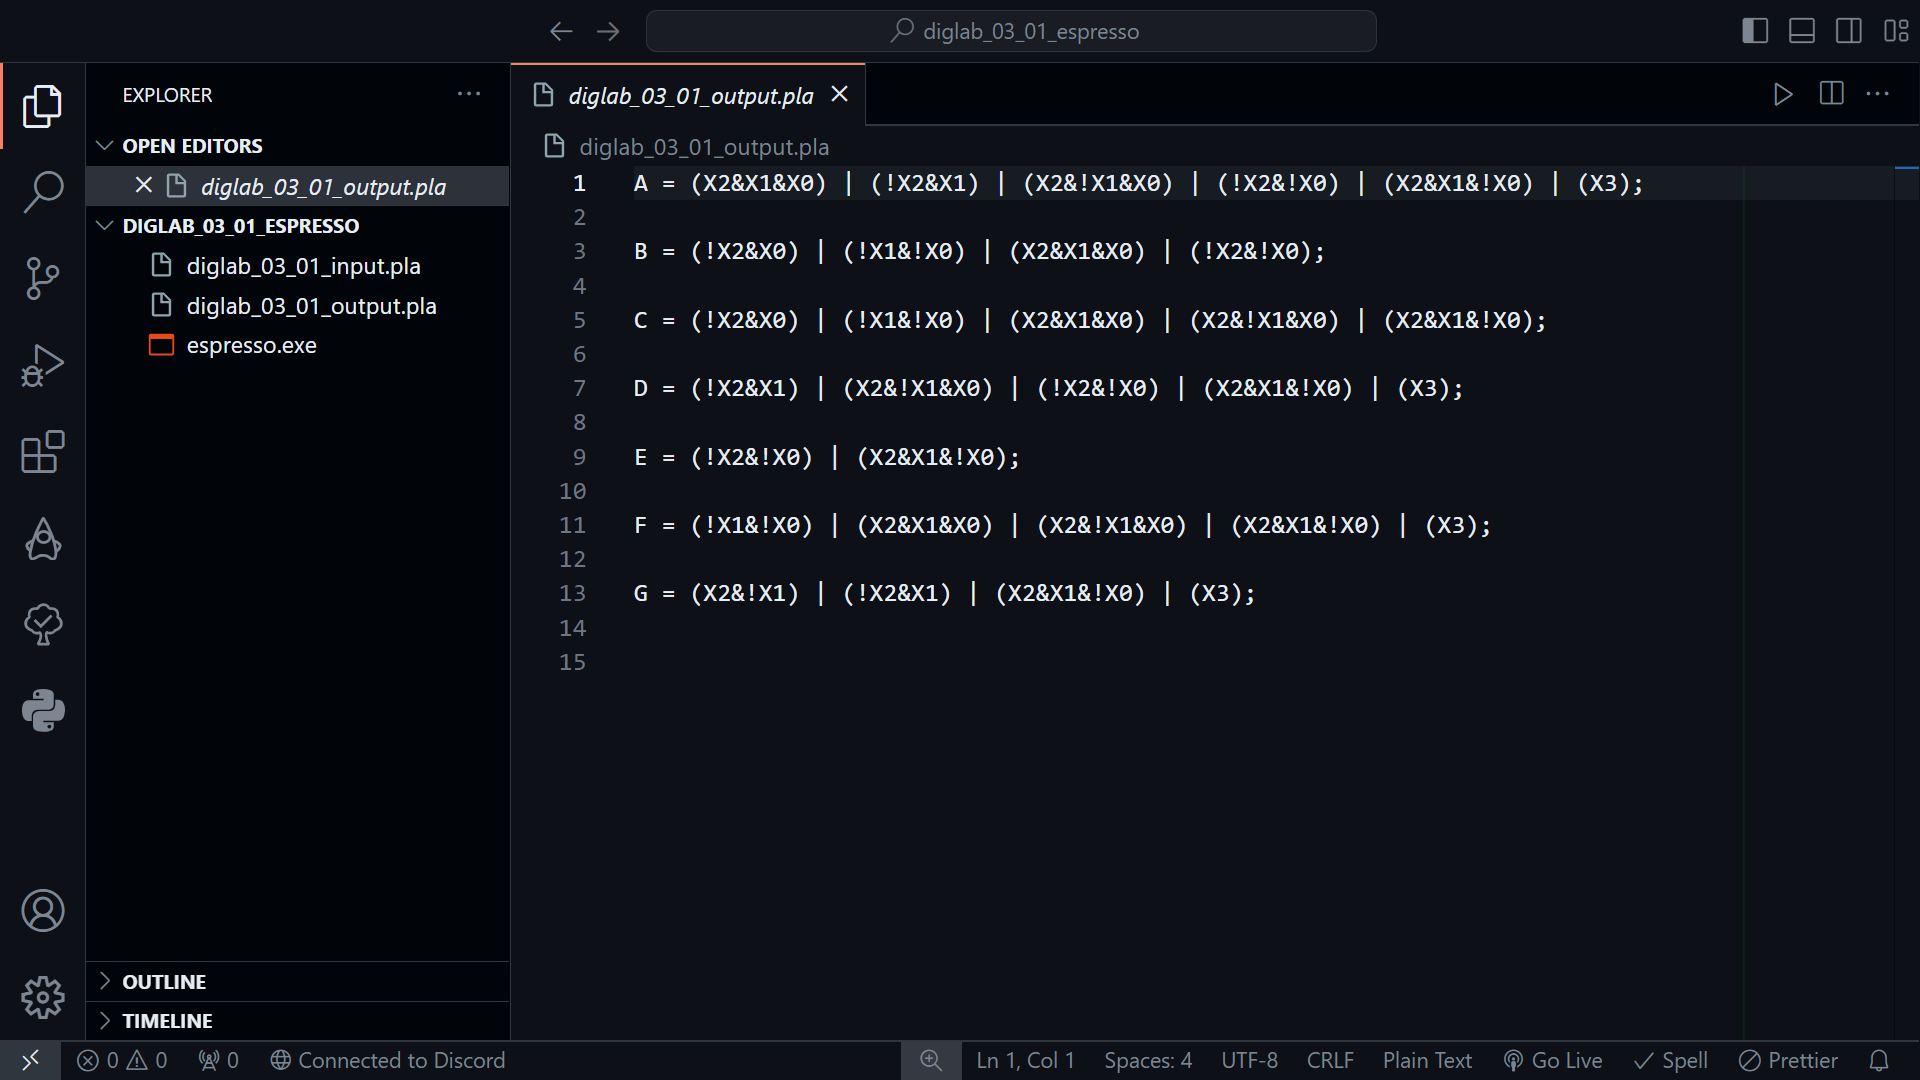 diglab_03_01_espresso
EXPLORER
OPEN EDITORS
diglab_03_01_output.pla
DIGLAB_03_01_ESPRESSO
diglab_03_01_input.pla
diglab_03_01_output.pla
espresso.exe
OUTLINE
TIMELINE
diglab_03_01_output.pla
diglab_03_01_output.pla
1 A = (X2&X1&X0) | (!X2&X1) | (X2&!X1&X0) | (!X2&!X0) | (X2&X1&!X0) | (X3);
2
3 B = (!X2&X0) | (!X1&!X0) | (X2&X1&X0) | (!X2&!X0);
4
5 C = (!X2&X0) | (!X1&!X0) | (X2&X1&X0) | (X2&!X1&X0) | (X2&X1&!X0);
6
7 D = (!X2&X1) | (X2&!X1&X0) | (!X2&!X0) | (X2&X1&!X0) | (X3);
8
9 E = (!X2&!X0) | (X2&X1&!X0);
10
11 F = (!X1&!X0) | (X2&X1&X0) | (X2&!X1&X0) | (X2&X1&!X0) | (X3);
12
13 G = (X2&!X1) | (!X2&X1) | (X2&X1&!X0) | (X3);
14
15
0 0 0 Connected to Discord Ln 1, Col 1 Spaces: 4 UTF-8 CRLF Plain Text Go Live Spell Prettier